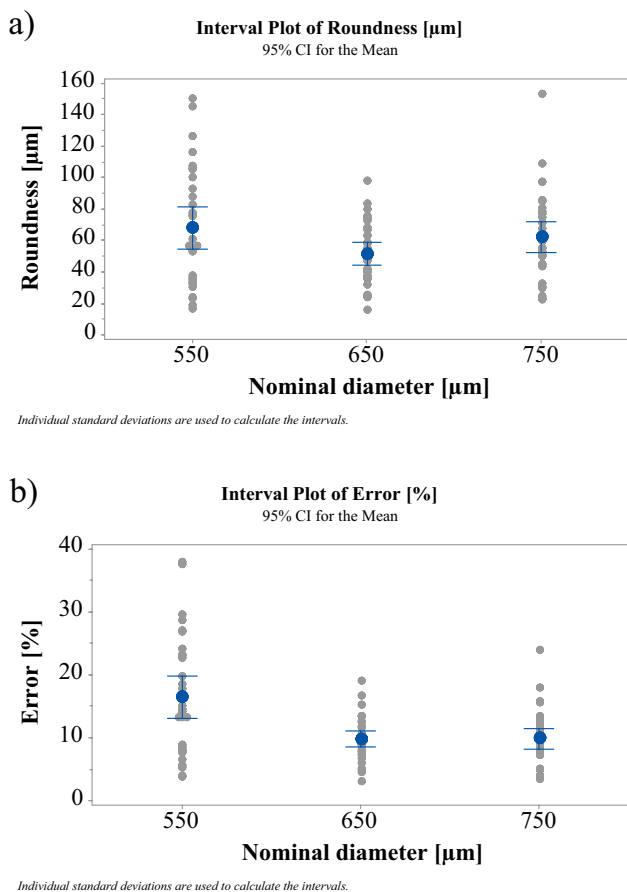 a)
Interval Plot of Roundness [µm]
95% CI for the Mean
160
140
120
100
80
60
40
20
0
Roundness [µm]
550 650 750
Nominal diameter [µm]
Individual standard deviations are used to calculate the intervals.
b)
Interval Plot of Error [%]
95% CI for the Mean
40
30
20
10
0
Error [%]
550 650 750
Nominal diameter [µm]
Individual standard deviations are used to calculate the intervals.